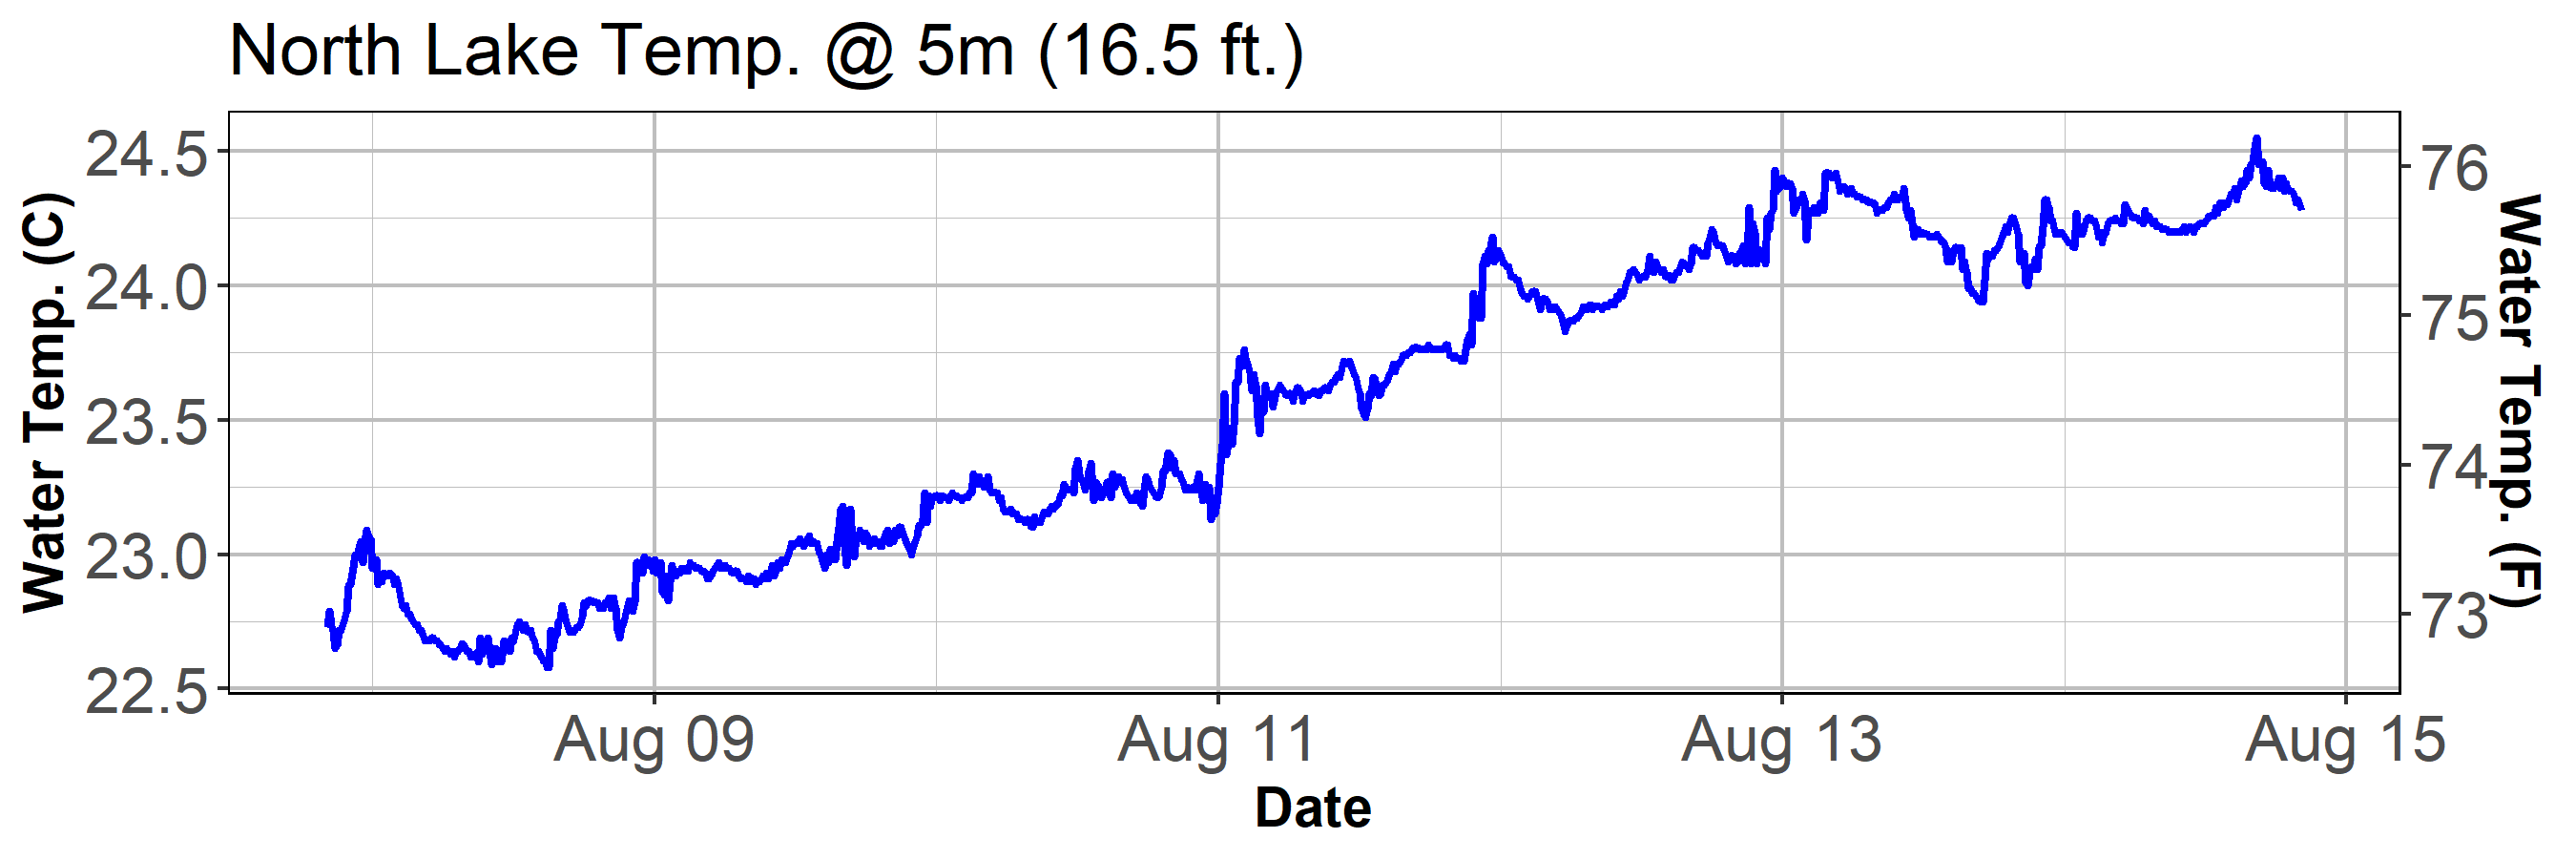 North Lake Temp. @ 5m (16.5 ft.)
Water Temp. (C)
24.5
24.0
23.5
23.0
22.5
76
75
74
73
Water Temp. (F)
Aug 09 Aug 11 Aug 13 Aug 15
Date